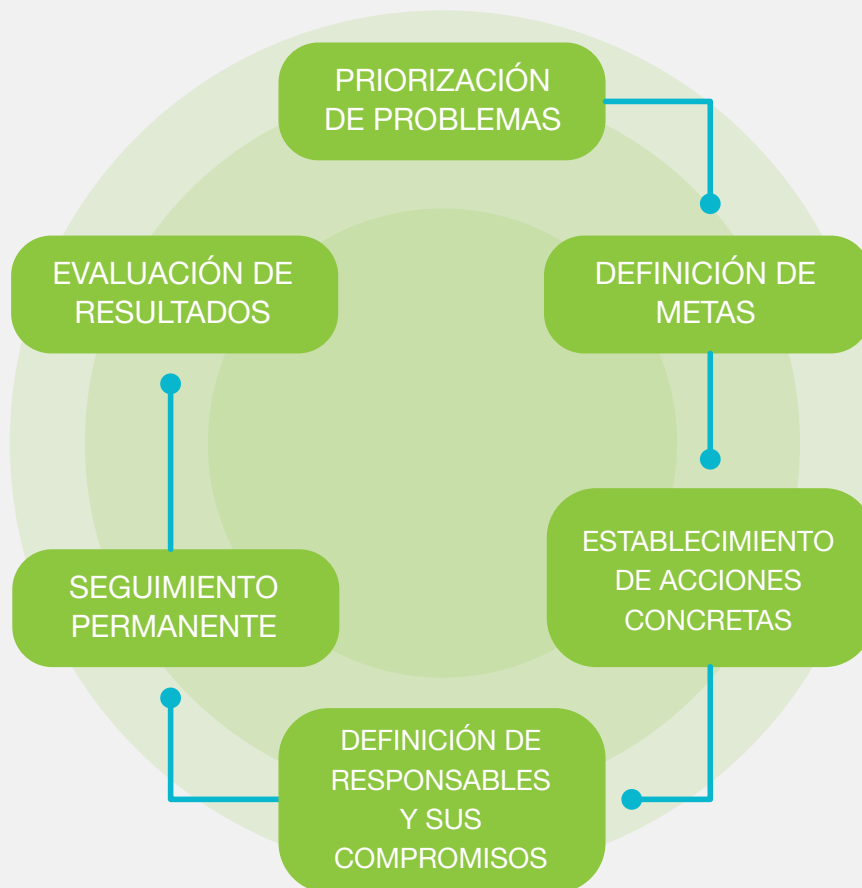 PRIORIZACIÓN
DE PROBLEMAS
DEFINICIÓN DE
METAS
ESTABLECIMIENTO
DE ACCIONES
CONCRETAS
DEFINICIÓN DE
RESPONSABLES
Y SUS
COMPROMISOS
SEGUIMIENTO
PERMANENTE
EVALUACIÓN DE
RESULTADOS